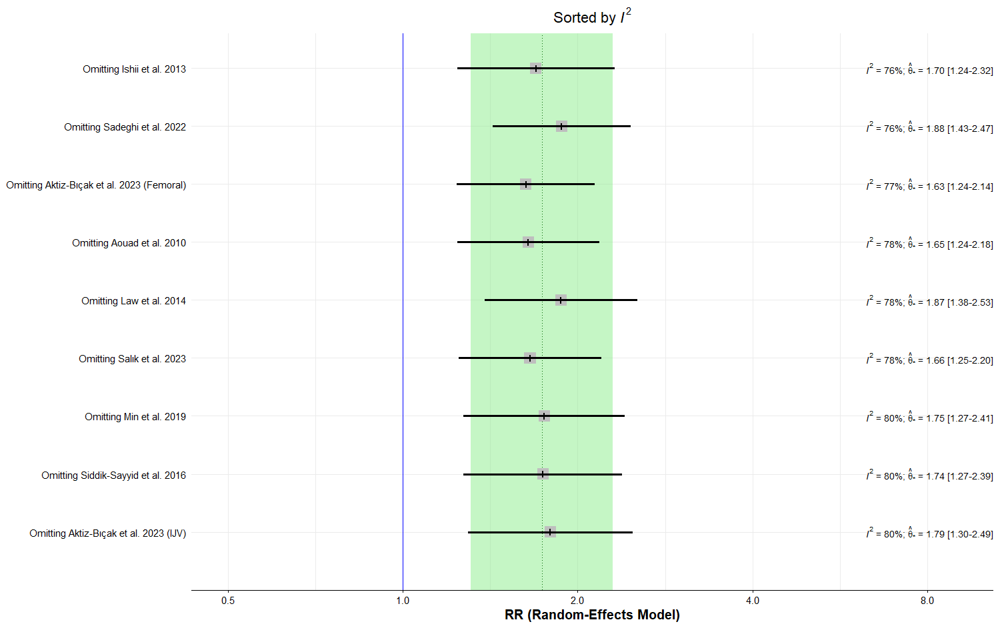 Sorted by I²
Omitting Ishii et al. 2013 I² = 76%; θ̂* = 1.70 [1.24-2.32]
Omitting Sadeghi et al. 2022 I² = 76%; θ̂* = 1.88 [1.43-2.47]
Omitting Aktiz-Bıçak et al. 2023 (Femoral) I² = 77%; θ̂* = 1.63 [1.24-2.14]
Omitting Aouad et al. 2010 I² = 78%; θ̂* = 1.65 [1.24-2.18]
Omitting Law et al. 2014 I² = 78%; θ̂* = 1.87 [1.38-2.53]
Omitting Salık et al. 2023 I² = 78%; θ̂* = 1.66 [1.25-2.20]
Omitting Min et al. 2019 I² = 80%; θ̂* = 1.75 [1.27-2.41]
Omitting Siddik-Sayyid et al. 2016 I² = 80%; θ̂* = 1.74 [1.27-2.39]
Omitting Aktiz-Bıçak et al. 2023 (IJV) I² = 80%; θ̂* = 1.79 [1.30-2.49]
0.5 1.0 2.0 4.0 8.0
RR (Random-Effects Model)